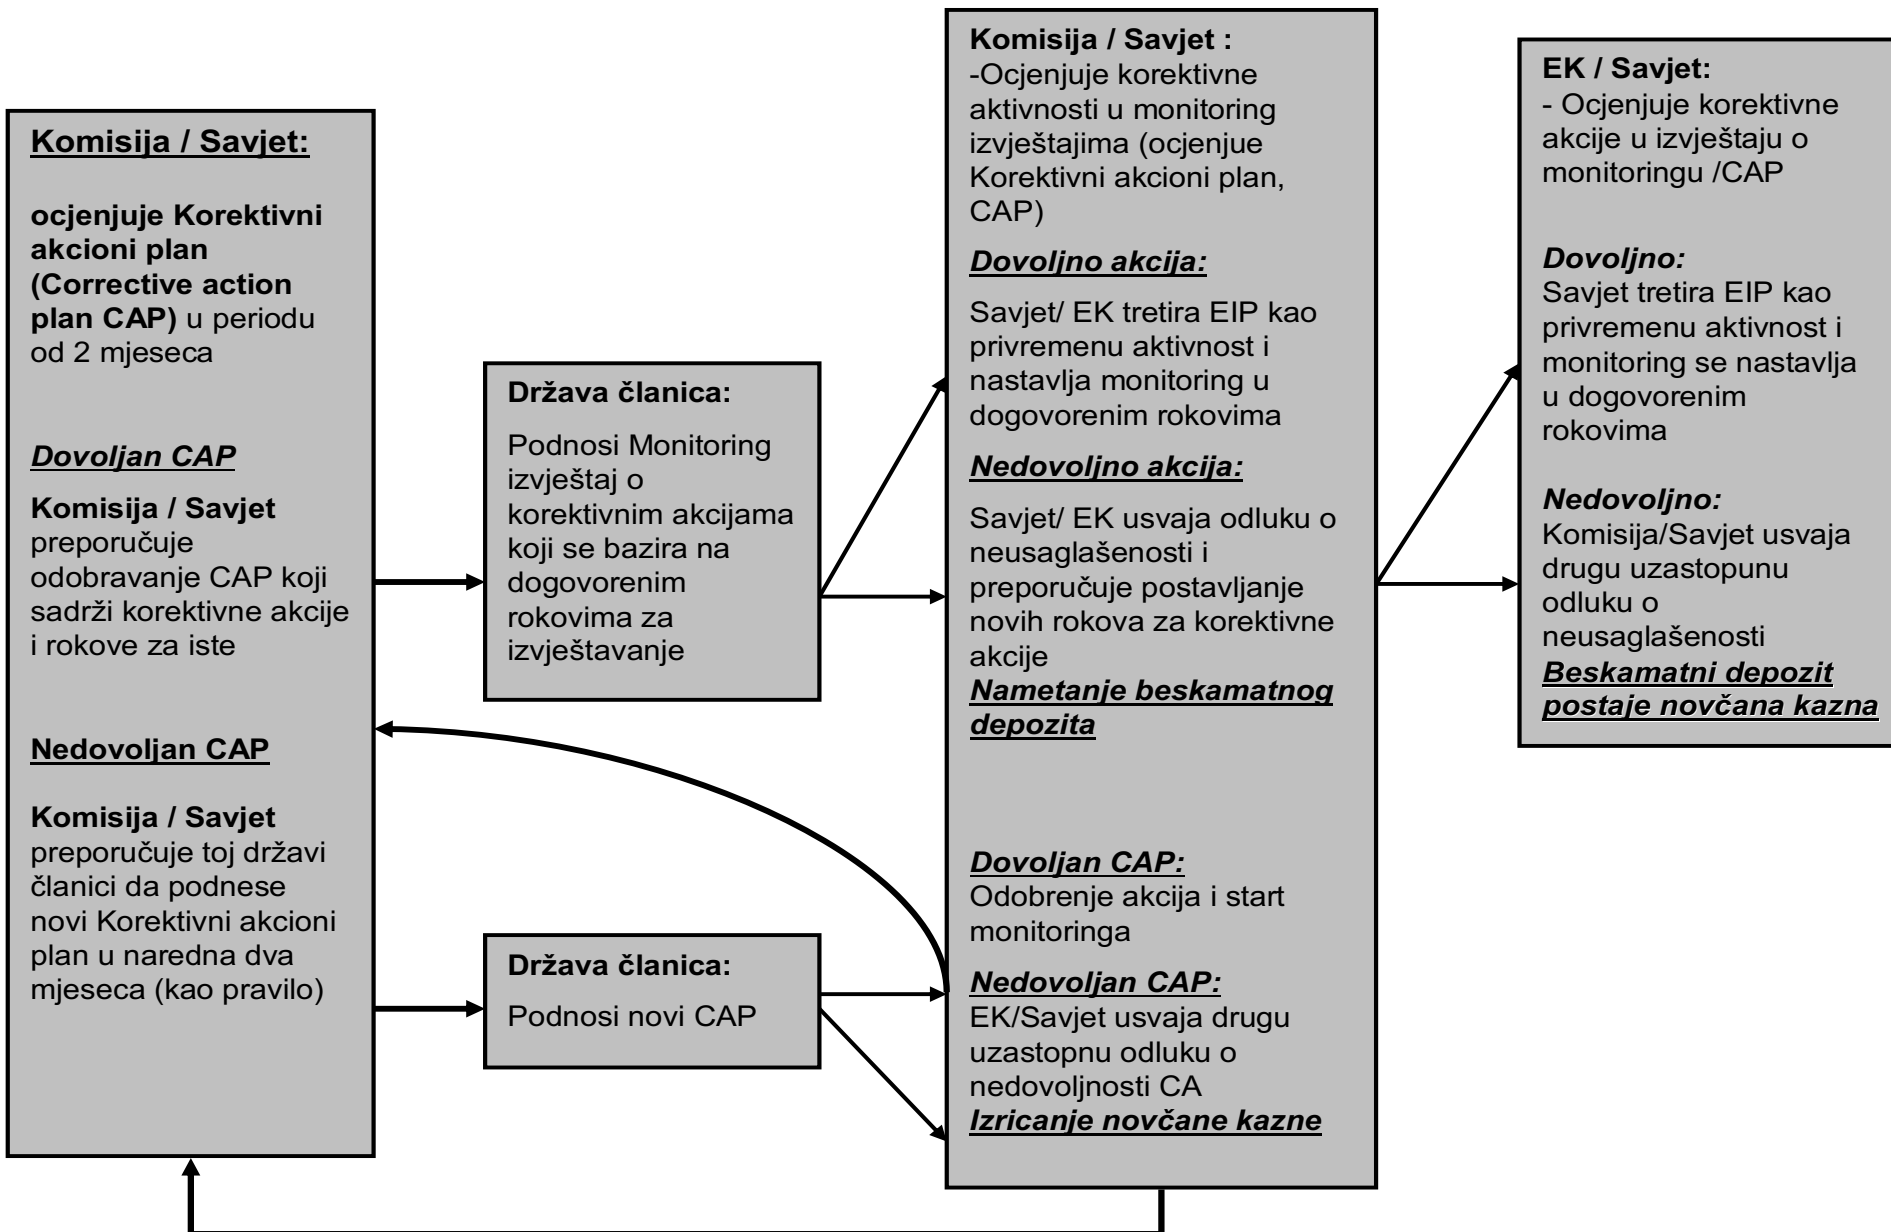 Komisija / Savjet:
ocjenjuje Korektivni
akcioni plan
(Corrective action
plan CAP) u periodu
od 2 mjeseca
Dovoljan CAP
Komisija / Savjet
preporučuje
odobravanje CAP koji
sadrži korektivne akcije
i rokove za iste
Nedovoljan CAP
Komisija / Savjet
preporučuje toj državi
članici da podnese
novi Korektivni akcioni
plan u naredna dva
mjeseca (kao pravilo)
Država članica:
Podnosi Monitoring
izvještaj o
korektivnim akcijama
koji se bazira na
dogovorenim
rokovima za
izvještavanje
Država članica:
Podnosi novi CAP
Komisija / Savjet :
-Ocjenjuje korektivne
aktivnosti u monitoring
izvještajima (ocjenjue
Korektivni akcioni plan,
CAP)
Dovoljno akcija:
Savjet/ EK tretira EIP kao
privremenu aktivnost i
nastavlja monitoring u
dogovorenim rokovima
Nedovoljno akcija:
Savjet/ EK usvaja odluku o
neusaglašenosti i
preporučuje postavljanje
novih rokova za korektivne
akcije
Nametanje beskamatnog
depozita
Dovoljan CAP:
Odobrenje akcija i start
monitoringa
Nedovoljan CAP:
EK/Savjet usvaja drugu
uzastopnu odluku o
nedovoljnosti CA
Izricanje novčane kazne
EK / Savjet:
- Ocjenjuje korektivne
akcije u izvještaju o
monitoringu /CAP
Dovoljno:
Savjet tretira EIP kao
privremenu aktivnost i
monitoring se nastavlja
u dogovorenim
rokovima
Nedovoljno:
Komisija/Savjet usvaja
drugu uzastopunu
odluku o
neusaglašenosti
Beskamatni depozit
postaje novčana kazna